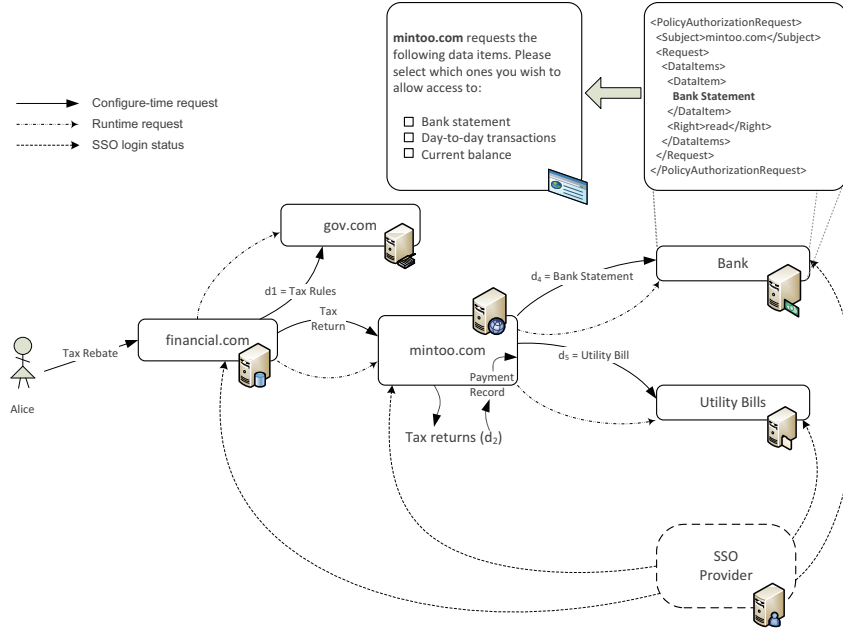 mintoo.com requests the
following data items. Please
select which ones you wish to
allow access to:
Bank statement
Day-to-day transactions
Current balance
<PolicyAuthorizationRequest>
<Subject>mintoo.com</Subject>
<Request>
<DataItems>
<DataItem>
Bank Statement
</DataItem>
<Right>read</Right>
</DataItems>
</Request>
</PolicyAuthorizationRequest>
Configure-time request
Runtime request
SSO login status
gov.com
d1 = Tax Rules
Bank
d₄ = Bank Statement
Tax
Return
financial.com
Tax Rebate
Alice
mintoo.com
d₅ = Utility Bill
Payment
Record
Tax returns (d₂)
Utility Bills
SSO
Provider